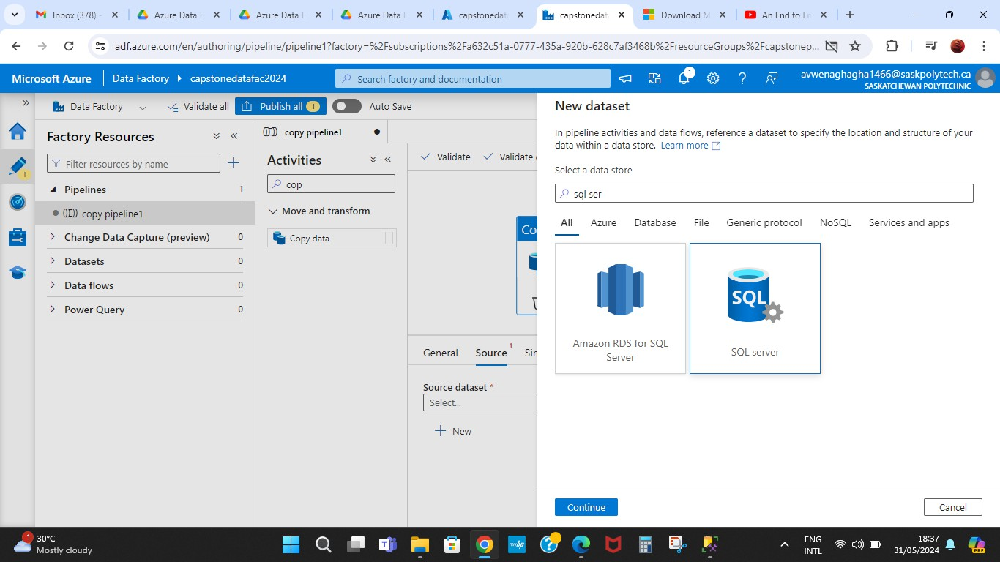 Inbox (378) -
Azure Data E
Azure Data E
Azure Data E
capstonedat
capstonedat
Download M
An End to E
adf.azure.com/en/authoring/pipeline/pipeline1?factory=%2Fsubscriptions%2Fa632c51a-0777-435a-920b-628c7af3468b%2FresourceGroups%2Fcapstonep...
Microsoft Azure
Data Factory
capstonedatafac2024
Search factory and documentation
1
avwenaghagha1466@saskpolytech.ca
SASKATCHEWAN POLYTECHNIC
Data Factory
Validate all
Publish all 1
Auto Save
1
Factory Resources
Filter resources by name
Pipelines 1
copy pipeline1
Change Data Capture (preview) 0
Datasets 0
Data flows 0
Power Query 0
copy pipeline1
Activities
cop
Move and transform
Copy data
Validate
Validate c
Co
General
Source 1
Sin
Source dataset *
Select...
New
New dataset
In pipeline activities and data flows, reference a dataset to specify the location and structure of your
data within a data store. Learn more
Select a data store
sql ser
All
Azure
Database
File
Generic protocol
NoSQL
Services and apps
Amazon RDS for SQL
Server
SQL
SQL server
Continue
Cancel
1
30°C
Mostly cloudy
myhp
ENG
INTL
18:37
31/05/2024
PRE